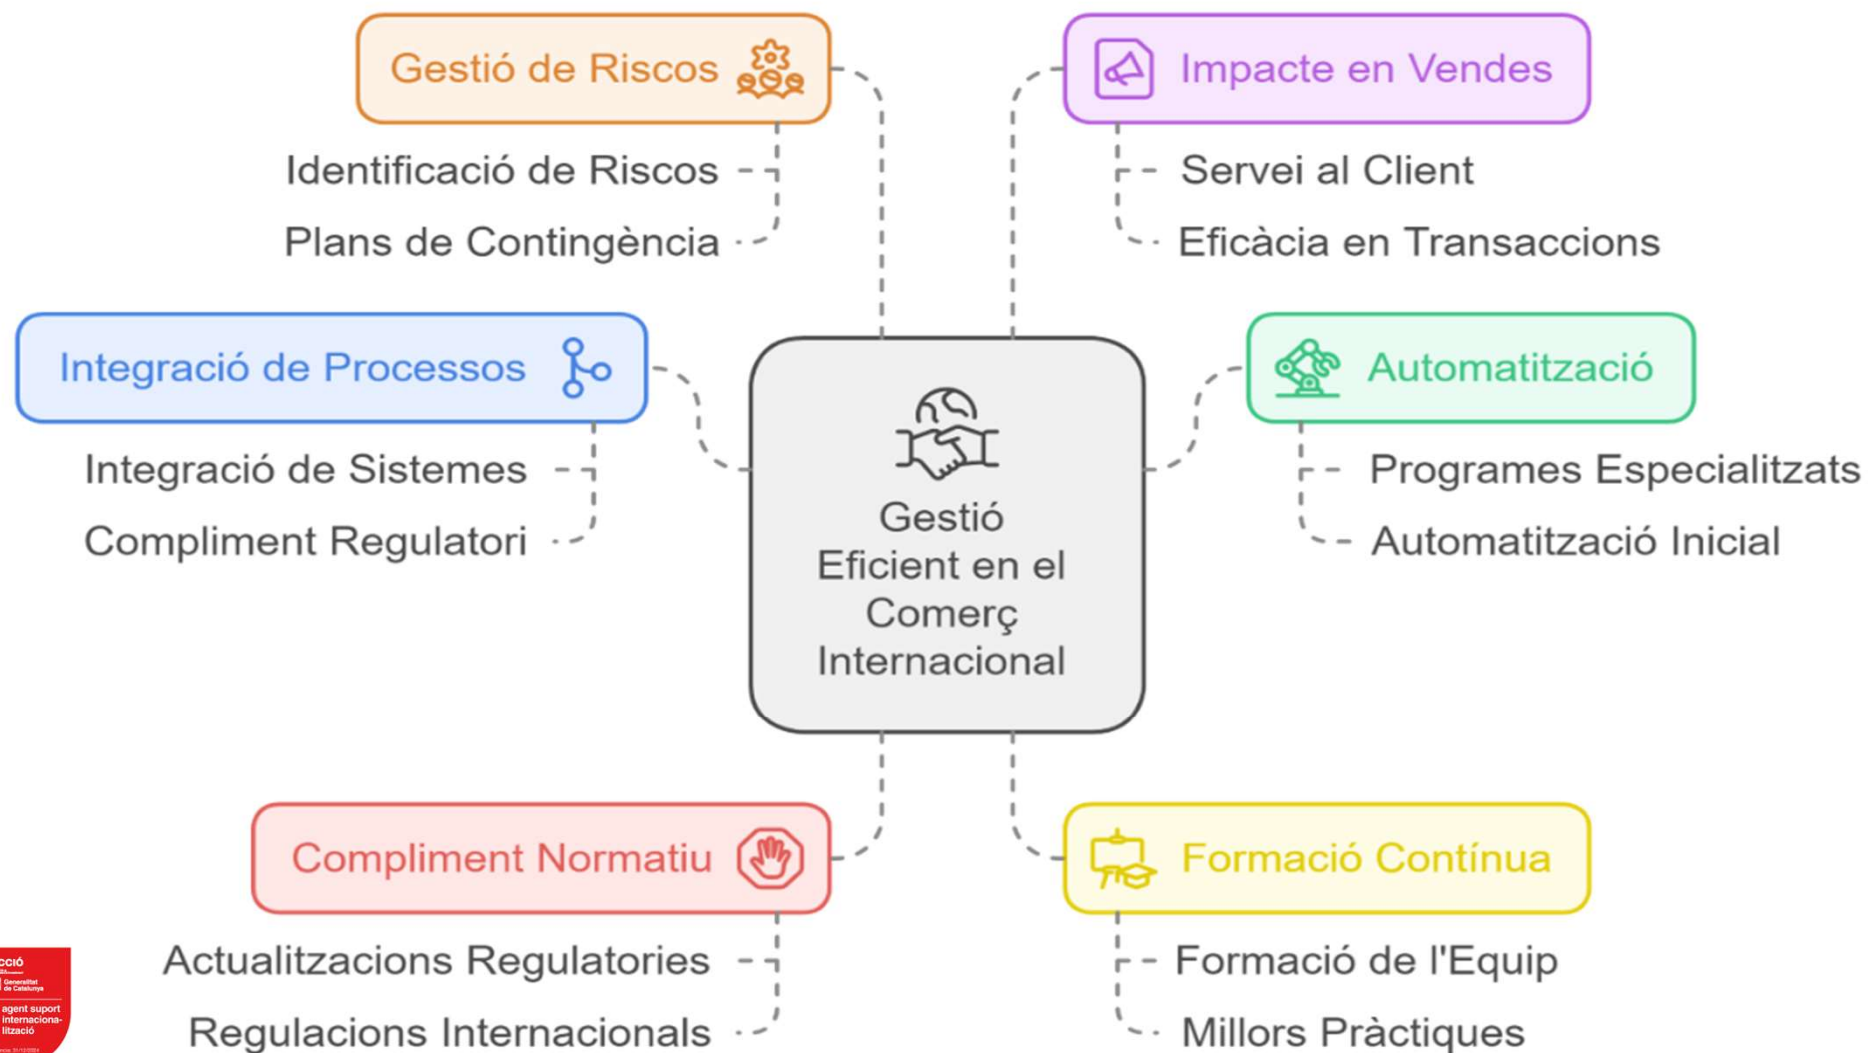 Gestió de Riscos
Identificació de Riscos
Plans de Contingència
Impacte en Vendes
Servei al Client
Eficàcia en Transaccions
Integració de Processos
Integració de Sistemes
Compliment Regulatori
Automatització
Programes Especialitzats
Automatització Inicial
Gestió
Eficient en el
Comerç
Internacional
Compliment Normatiu
Actualitzacions Regulatories
Regulacions Internacionals
Formació Contínua
Formació de l'Equip
Millors Pràctiques
Generalitat
de Catalunya
agent suport
internaciona-
lització